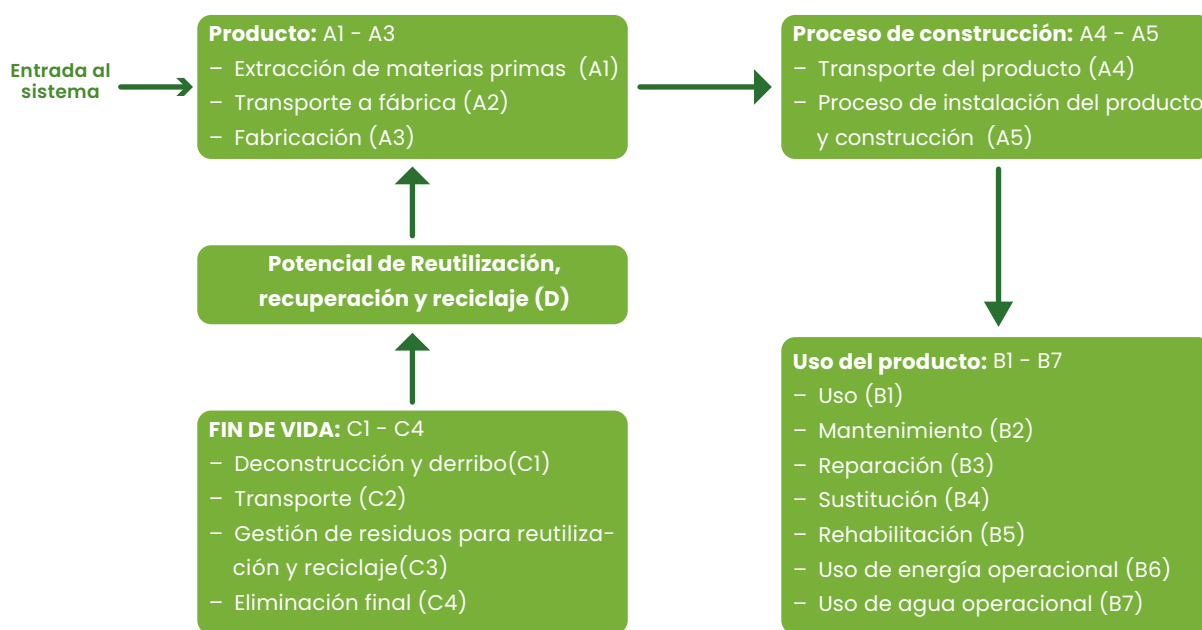 Entrada al
sistema
Producto: A1 - A3
– Extracción de materias primas (A1)
– Transporte a fábrica (A2)
– Fabricación (A3)
Proceso de construcción: A4 - A5
– Transporte del producto (A4)
– Proceso de instalación del producto
y construcción (A5)
Potencial de Reutilización,
recuperación y reciclaje (D)
FIN DE VIDA: C1 - C4
– Deconstrucción y derribo(C1)
– Transporte (C2)
– Gestión de residuos para reutiliza-
ción y reciclaje(C3)
– Eliminación final (C4)
Uso del producto: B1 - B7
– Uso (B1)
– Mantenimiento (B2)
– Reparación (B3)
– Sustitución (B4)
– Rehabilitación (B5)
– Uso de energía operacional (B6)
– Uso de agua operacional (B7)